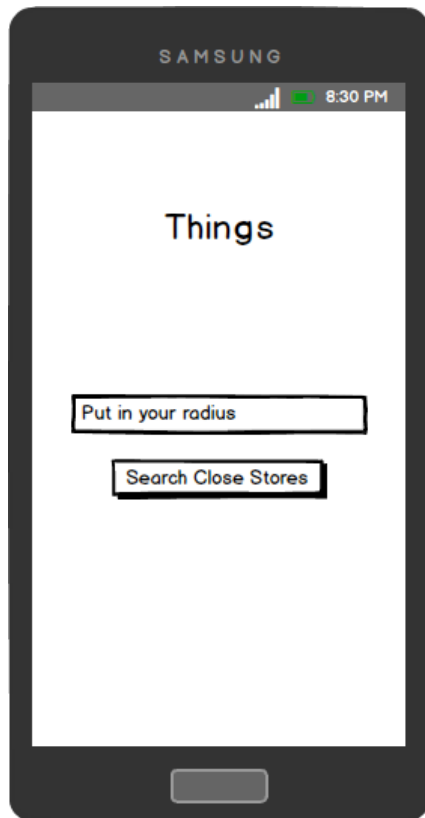 SAMSUNG
8:30 PM
Things
Put in your radius
Search Close Stores